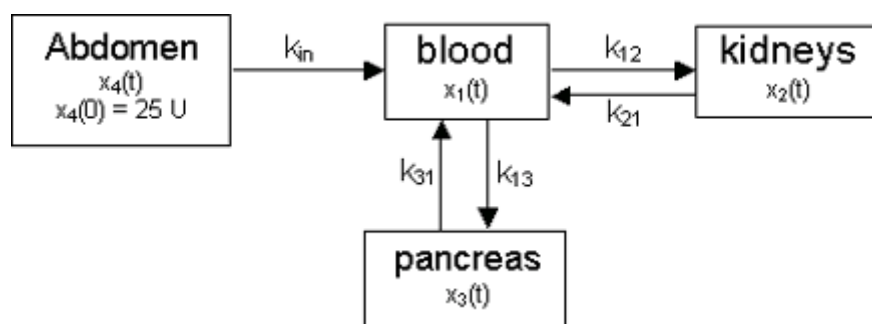 Abdomen
x₄(t)
x₄(0) = 25 U
kin
blood
x₁(t)
k₁₂
k₂₁
kidneys
x₂(t)
k₃₁
k₁₃
pancreas
x₃(t)